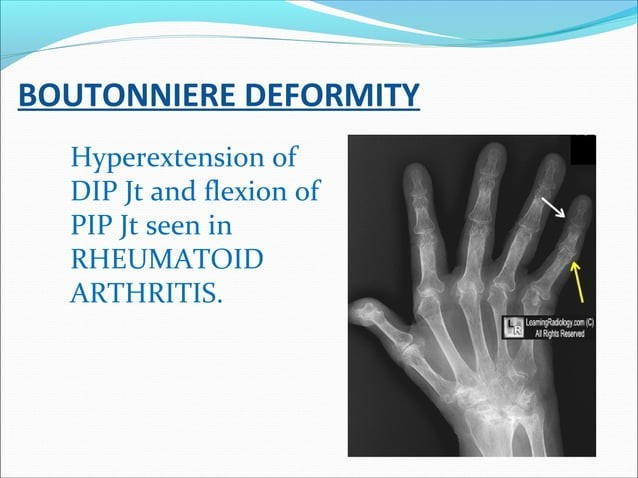 BOUTONNIERE DEFORMITY
Hyperextension of
DIP Jt and flexion of
PIP Jt seen in
RHEUMATOID
ARTHRITIS.
LR
LearningRadiology.com (C)
All Rights Reserved